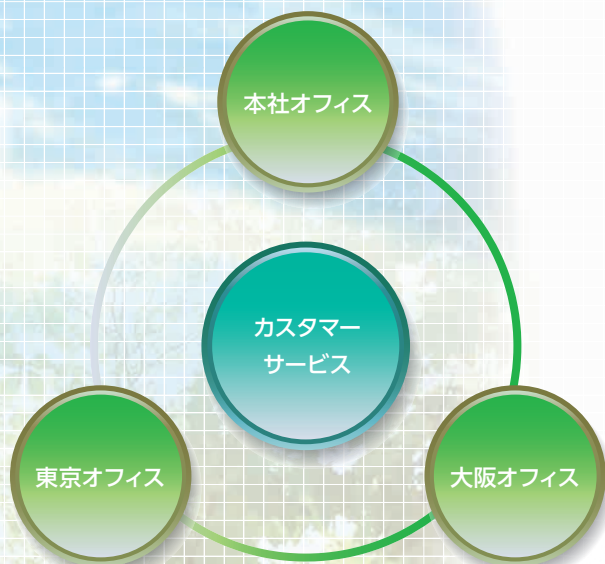 本社オフィス
カスタマー
サービス
東京オフィス
大阪オフィス